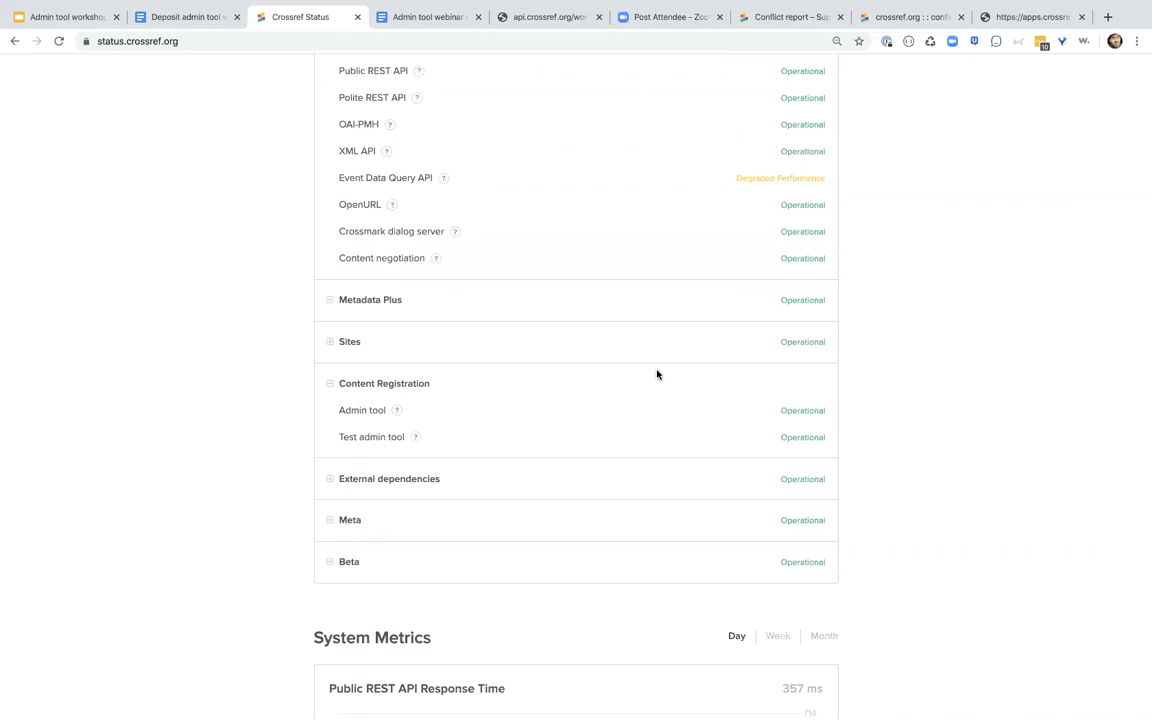 Admin tool worksho
Deposit admin tool w
Crossref Status
Admin tool webinar
api.crossref.org/wo
Post Attendee - Zoo
Conflict report – Su
crossref.org : : confl
https://apps.crossre
status.crossref.org
10
Public REST API ? Operational
Polite REST API ? Operational
OAI-PMH ? Operational
XML API ? Operational
Event Data Query API ? Degraded Performance
OpenURL ? Operational
Crossmark dialog server ? Operational
Content negotiation ? Operational
Metadata Plus Operational
Sites Operational
Content Registration
Admin tool ? Operational
Test admin tool ? Operational
External dependencies Operational
Meta Operational
Beta Operational
System Metrics Day Week Month
Public REST API Response Time 357 ms